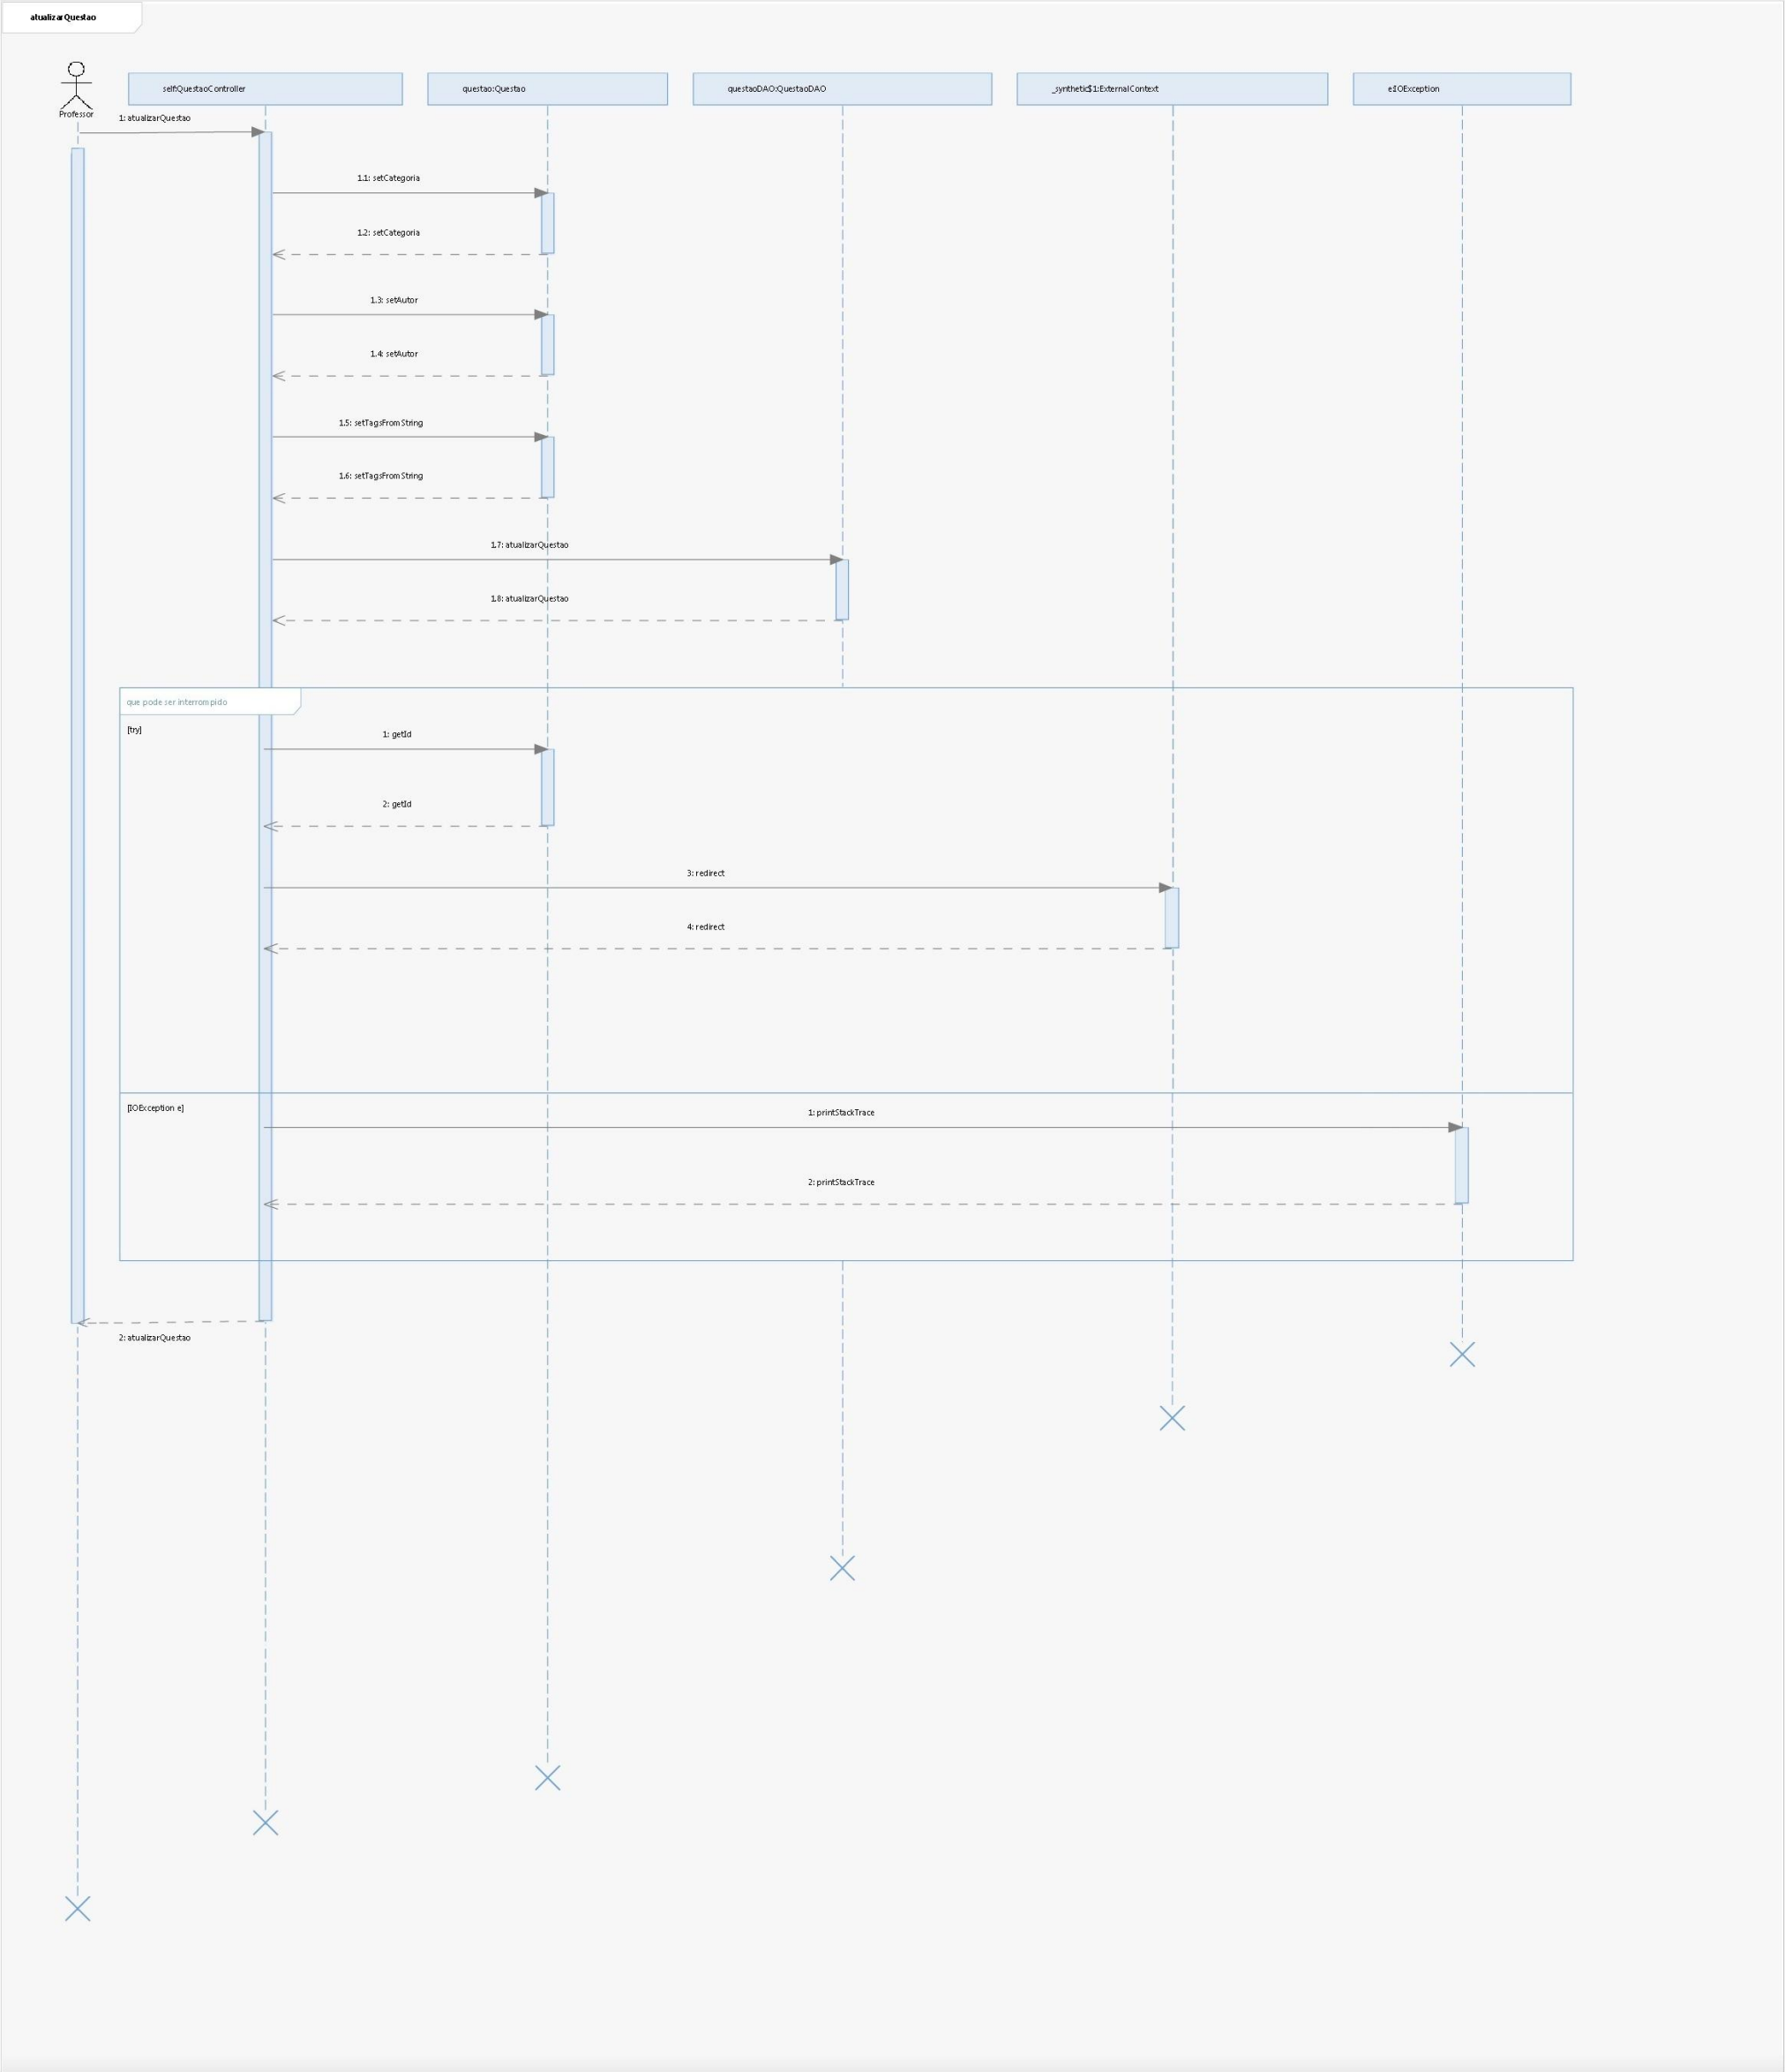 atualizarQuestao
Professor
self:QuestaoController
questao:Questao
questaoDAO:QuestaoDAO
_synthetic$1:ExternalContext
e:IOException
1: atualizarQuestao
1.1: setCategoria
1.2: setCategoria
1.3: setAutor
1.4: setAutor
1.5: setTagsFromString
1.6: setTagsFromString
1.7: atualizarQuestao
1.8: atualizarQuestao
que pode ser interrompido
[try]
1: getId
2: getId
3: redirect
4: redirect
[IOException e]
1: printStackTrace
2: printStackTrace
2: atualizarQuestao